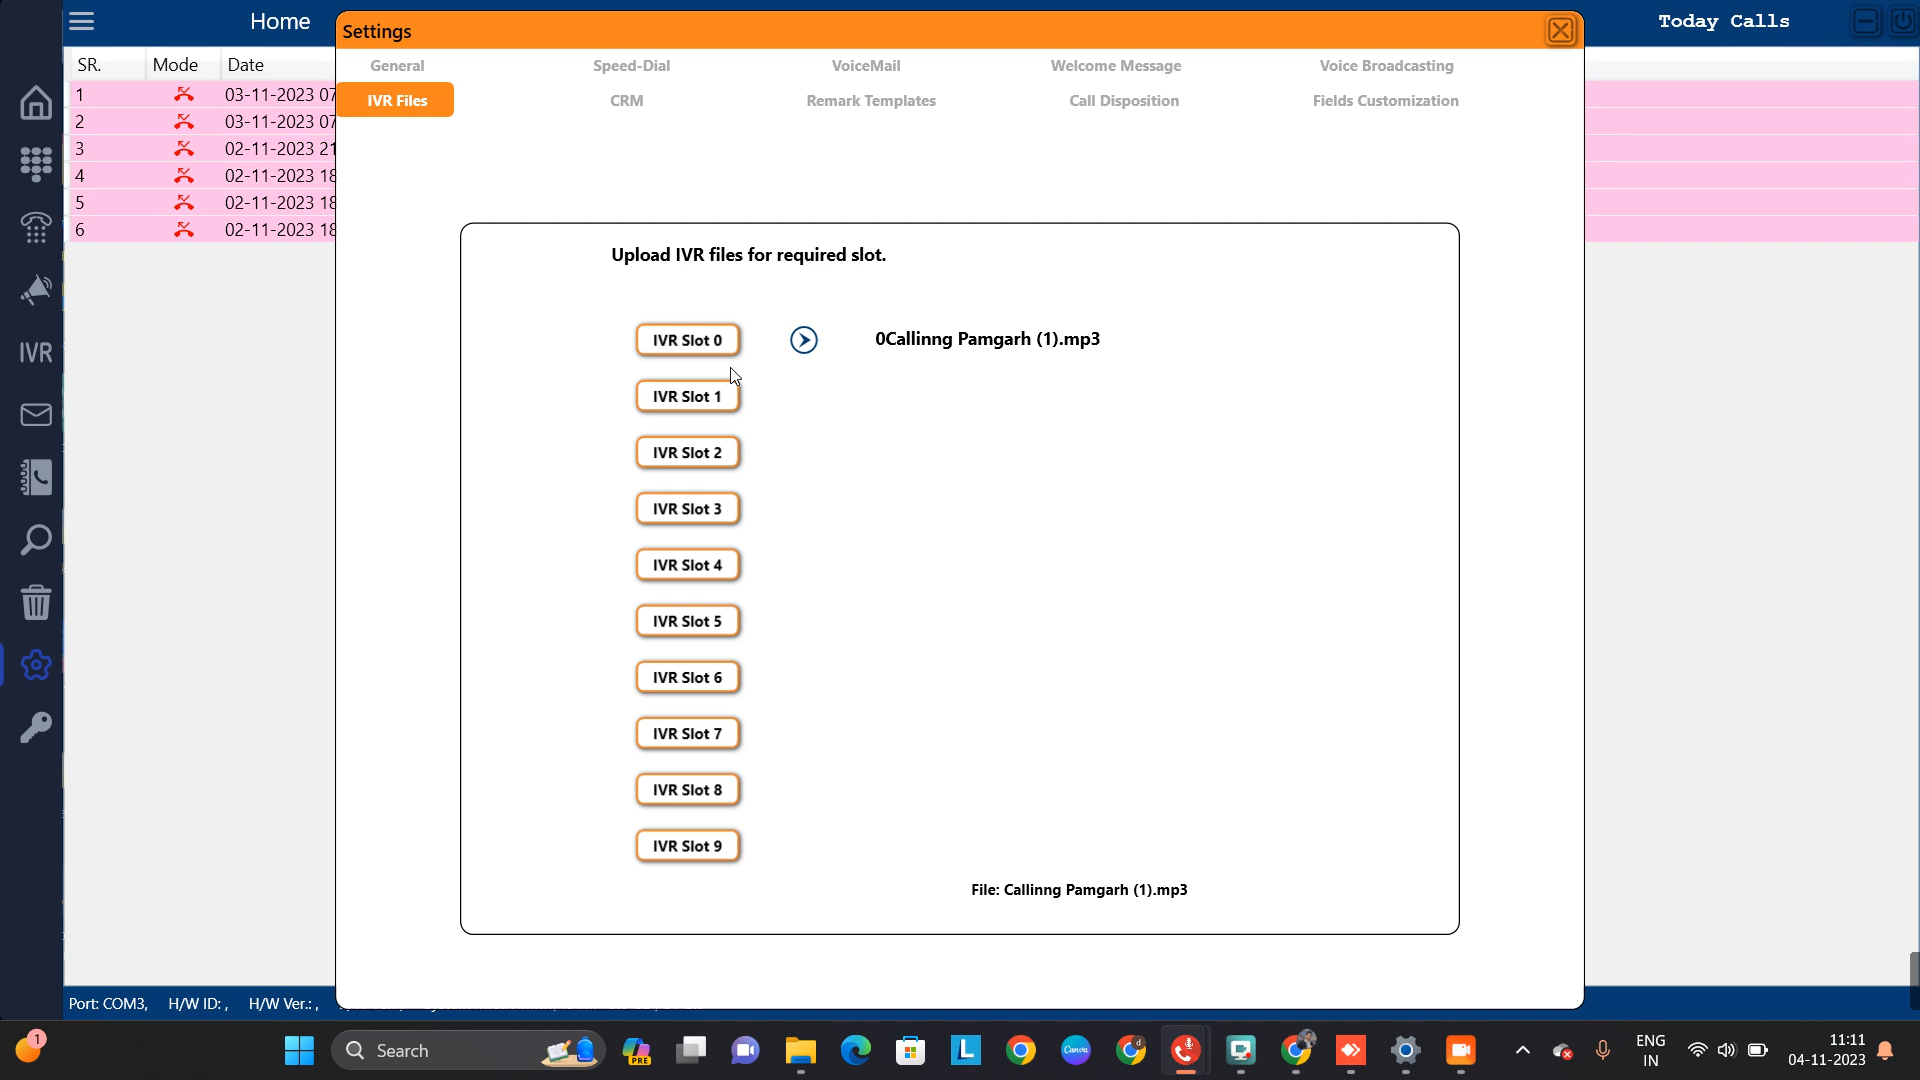 Home
Settings
Today Calls
SR. Mode Date
1 03-11-2023 07
2 03-11-2023 07
3 02-11-2023 21
4 02-11-2023 18
5 02-11-2023 18
6 02-11-2023 18
General Speed-Dial VoiceMail Welcome Message Voice Broadcasting
IVR Files CRM Remark Templates Call Disposition Fields Customization
IVR
Upload IVR files for required slot.
IVR Slot 0 0Callinng Pamgarh (1).mp3
IVR Slot 1
IVR Slot 2
IVR Slot 3
IVR Slot 4
IVR Slot 5
IVR Slot 6
IVR Slot 7
IVR Slot 8
IVR Slot 9
File: Callinng Pamgarh (1).mp3
Port: COM3, H/W ID: , H/W Ver.: ,
1
Search
PRE
L
Canva
d
ENG
IN
11:11
04-11-2023